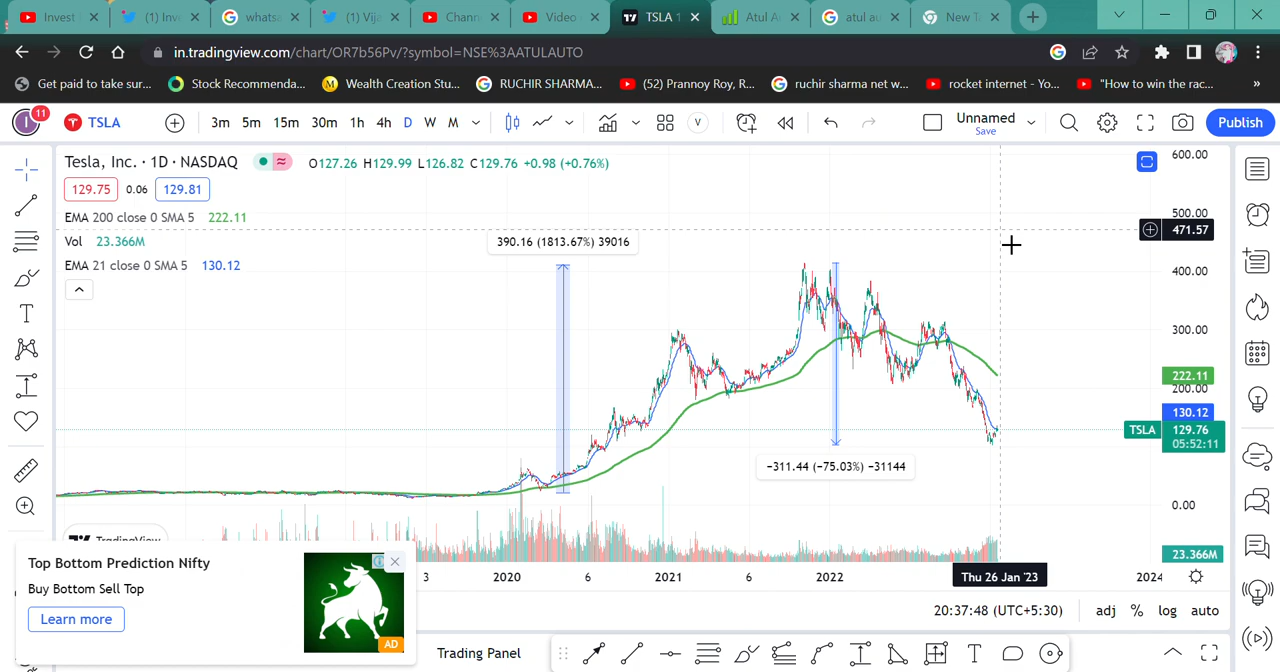 Invest
(1) Inv
whats
(1) Vija
Chann
Video
TSLA 1
Atul A
atul au
New T
in.tradingview.com/chart/OR7b56Pv/?symbol=NSE%3AATULAUTO
Get paid to take sur...
Stock Recommenda...
Wealth Creation Stu...
RUCHIR SHARMA...
(52) Prannoy Roy, R...
ruchir sharma net w...
rocket internet - Yo...
"How to win the rac...
»
I
11
TSLA
3m
5m
15m
30m
1h
4h
D
W
M
V
Unnamed
Save
Publish
Tesla, Inc. · 1D · NASDAQ
O127.26 H129.99 L126.82 C129.76 +0.98 (+0.76%)
129.75
0.06
129.81
EMA 200 close 0 SMA 5 222.11
Vol 23.366M
EMA 21 close 0 SMA 5 130.12
390.16 (1813.67%) 39016
-311.44 (-75.03%) -31144
600.00
500.00
471.57
400.00
300.00
222.11
200.00
130.12
TSLA
129.76
05:52:11
0.00
23.366M
TradingView
3
2020
6
2021
6
2022
Thu 26 Jan '23
2024
Top Bottom Prediction Nifty
Buy Bottom Sell Top
Learn more
AD
20:37:48 (UTC+5:30)
adj
%
log
auto
Trading Panel